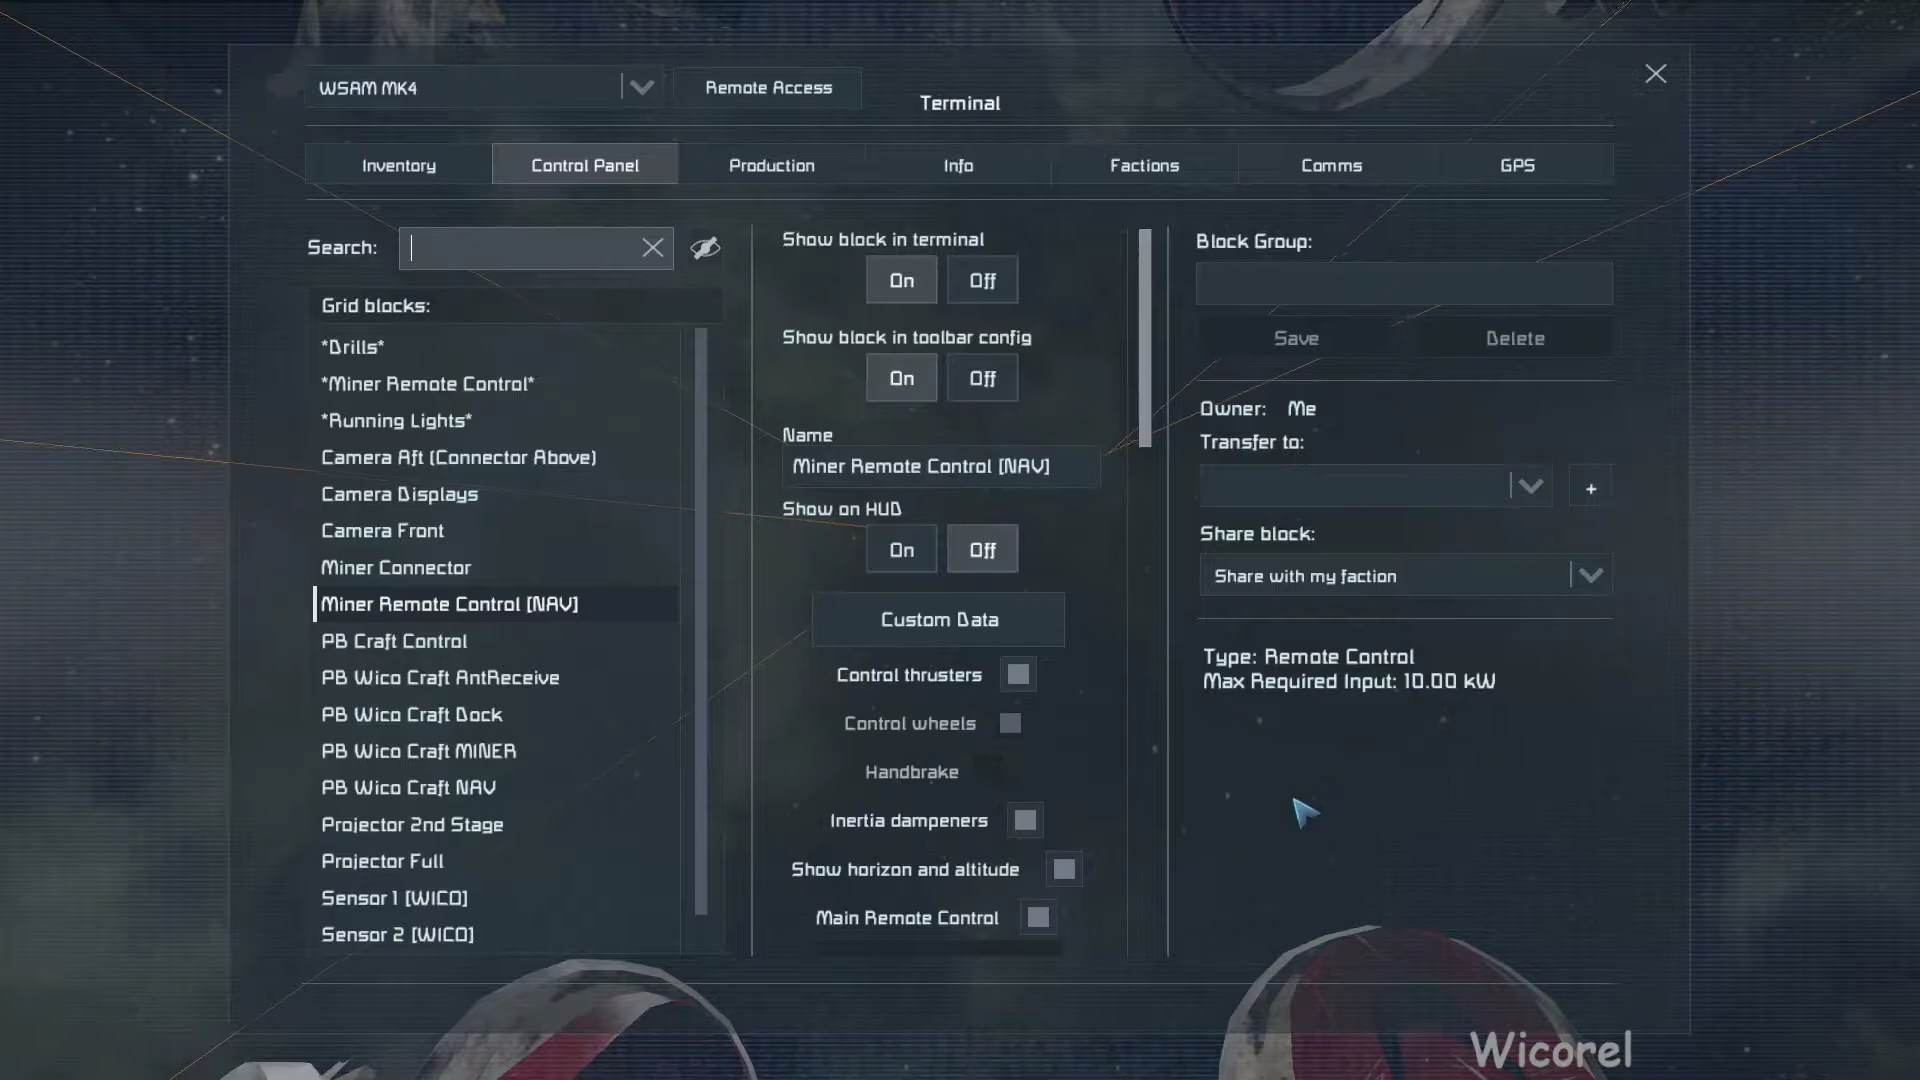 WSAM MK4
Remote Access
Terminal
Inventory
Control Panel
Production
Info
Factions
Comms
GPS
Search:
Grid blocks:
*Drills*
*Miner Remote Control*
*Running Lights*
Camera Aft (Connector Above)
Camera Displays
Camera Front
Miner Connector
Miner Remote Control [NAV]
PB Craft Control
PB Wico Craft AntReceive
PB Wico Craft Dock
PB Wico Craft MINER
PB Wico Craft NAV
Projector 2nd Stage
Projector Full
Sensor 1 [WICO]
Sensor 2 [WICO]
Show block in terminal
On
Off
Show block in toolbar config
On
Off
Name
Miner Remote Control [NAV]
Show on HUD
On
Off
Custom Data
Control thrusters
Control wheels
Handbrake
Inertia dampeners
Show horizon and altitude
Main Remote Control
Block Group:
Save
Delete
Owner: Me
Transfer to:
+
Share block:
Share with my faction
Type: Remote Control
Max Required Input: 10.00 kW
Wicorel